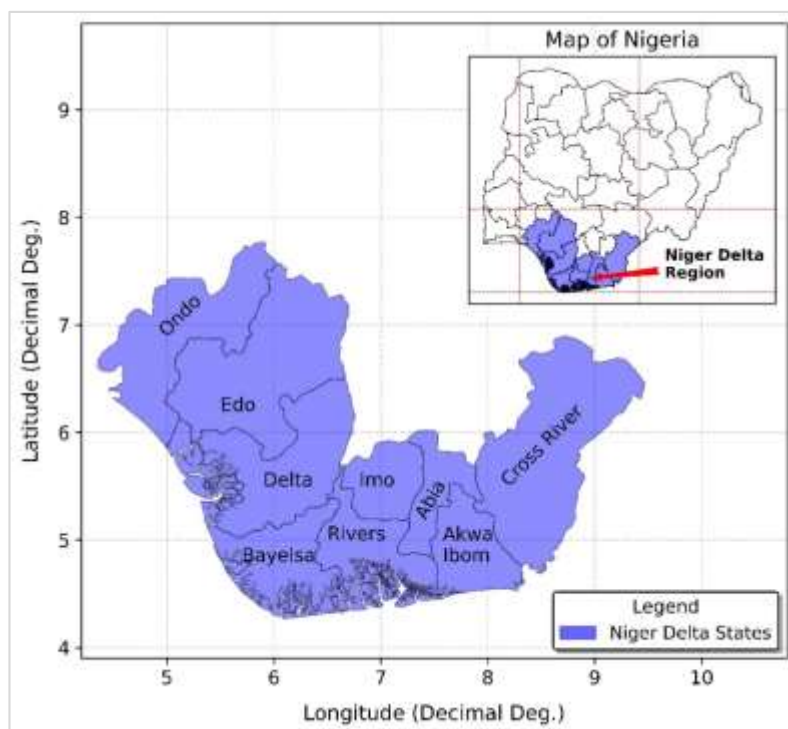 Map of Nigeria
Niger Delta
Region
9
8
7
6
5
4
Latitude (Decimal Deg.)
Ondo
Edo
Delta
Imo
Abia
Cross River
Rivers
Akwa
Ibom
Bayelsa
Legend
Niger Delta States
5
6
7
8
9
10
Longitude (Decimal Deg.)